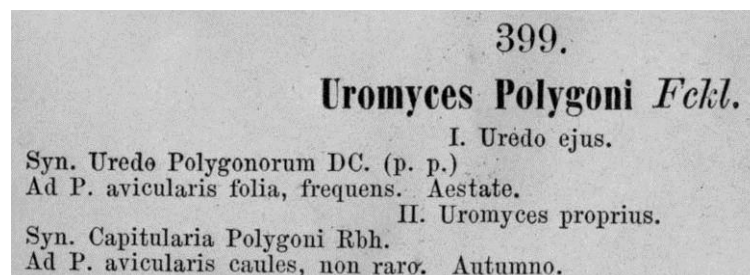 399.
Uromyces Polygoni Fckl.
I. Uredo ejus.
Syn. Uredo Polygonorum DC. (p. p.)
Ad P. avicularis folia, frequens. Aestate.
II. Uromyces proprius.
Syn. Capitularia Polygoni Rbh.
Ad P. avicularis caules, non raro. Autumno.